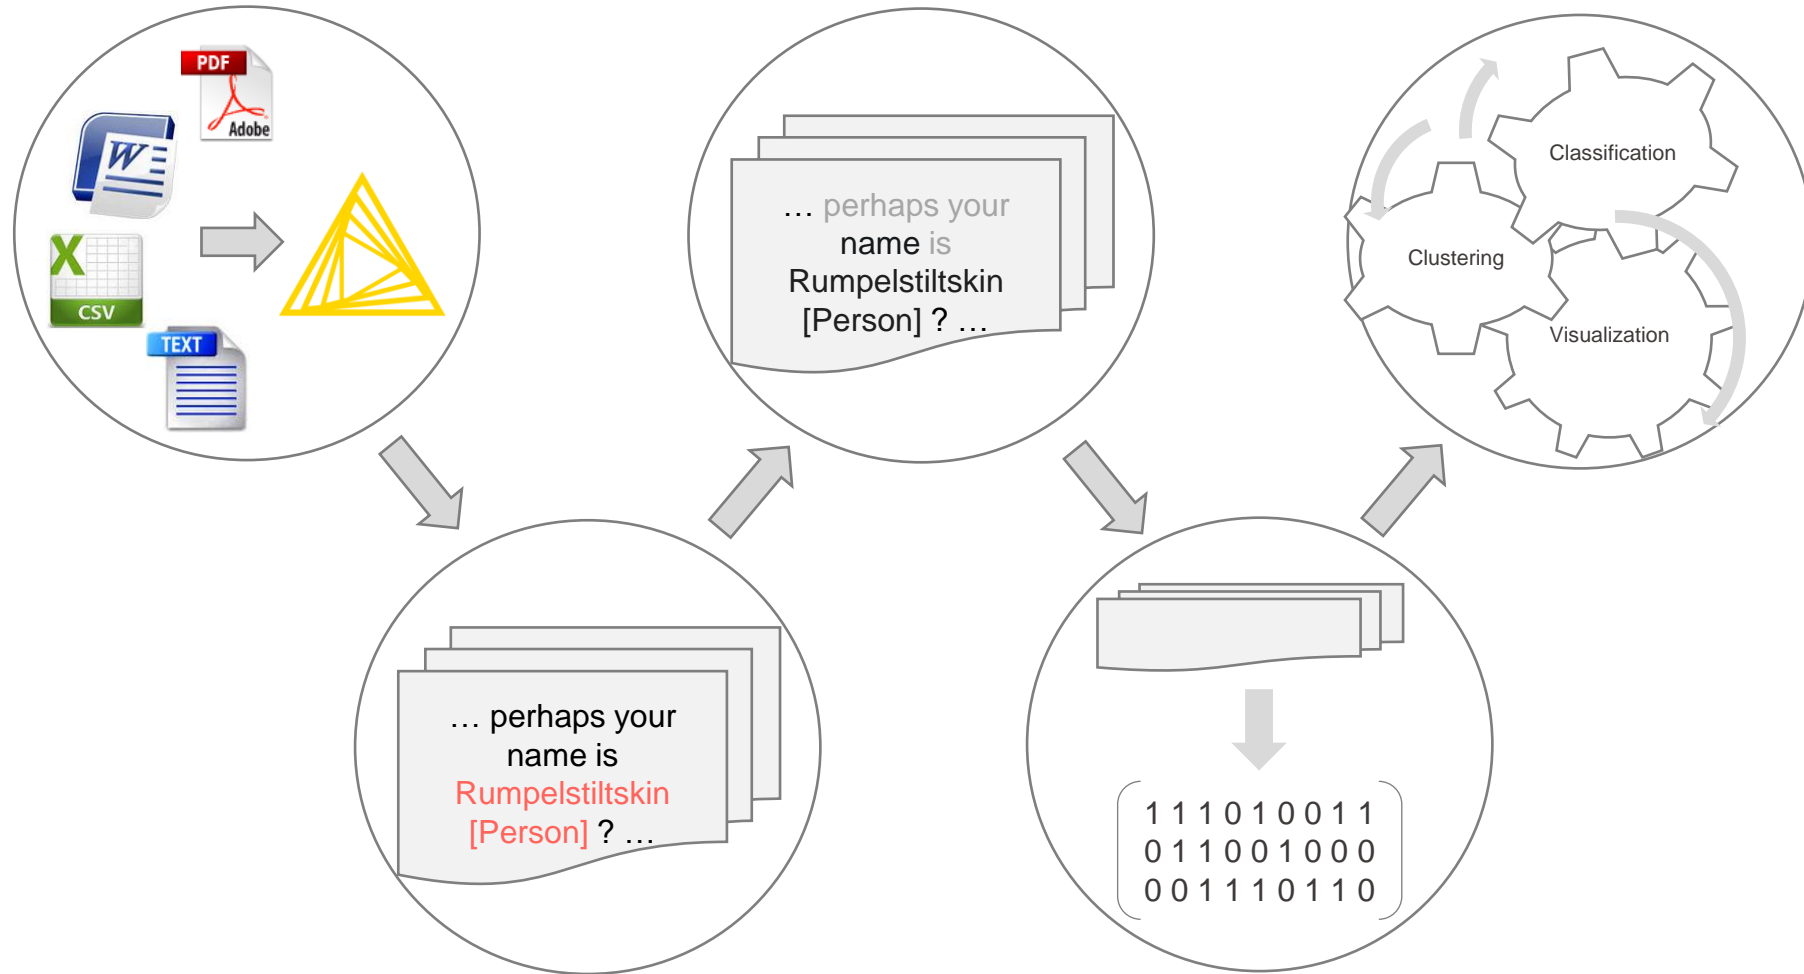 PDF
Adobe
W
X
CSV
TEXT
… perhaps your
name is
Rumpelstiltskin
[Person] ? …
… perhaps your
name is
Rumpelstiltskin
[Person] ? …
1 1 1 0 1 0 0 1 1
0 1 1 0 0 1 0 0 0
0 0 1 1 1 0 1 1 0
Classification
Clustering
Visualization